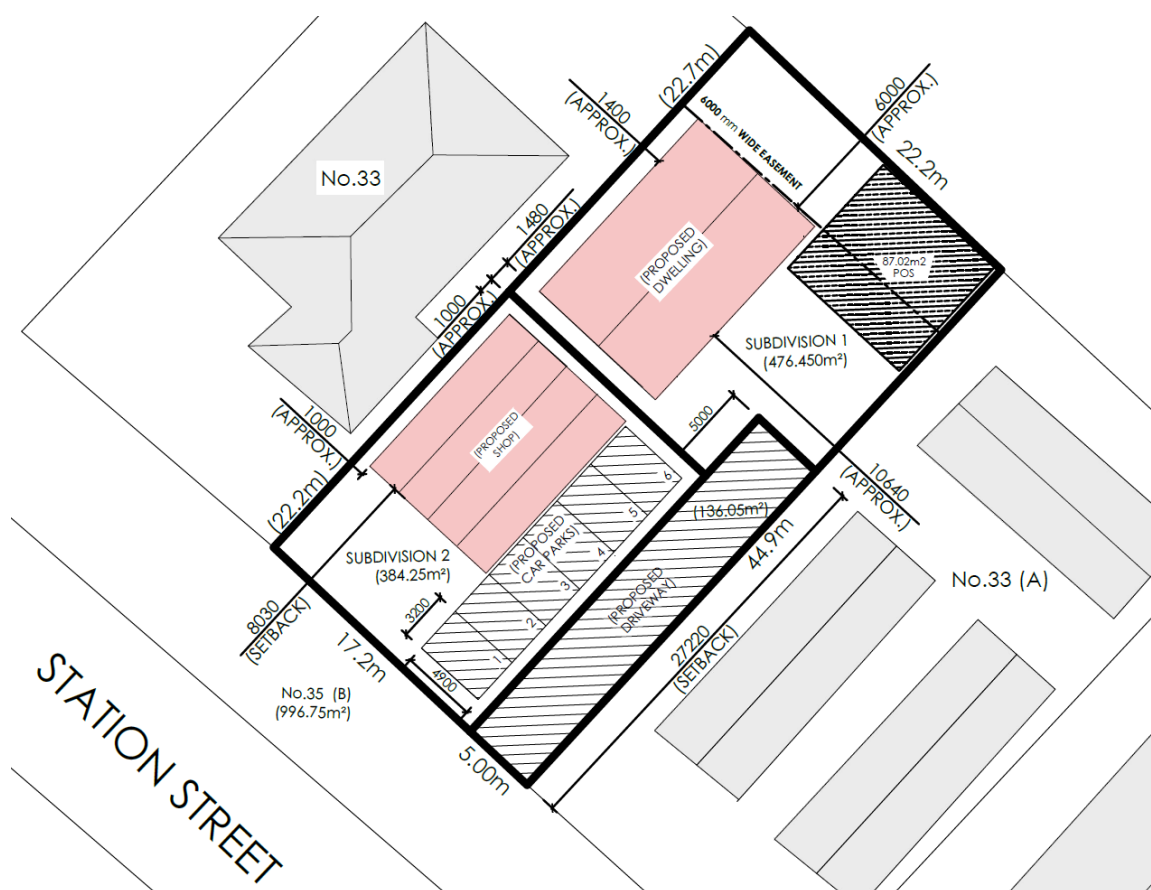 (22.7m)
6000
(APPROX.)
1400
(APPROX.)
6000 mm WIDE EASEMENT
22.2m
No.33
1480
(APPROX.)
(PROPOSED
DWELLING)
87.02m2
POS
1000
(APPROX.)
SUBDIVISION 1
(476.450m²)
1000
(APPROX.)
(PROPOSED
SHOP)
5000
6
10640
(APPROX.)
(22.2m)
(136.05m²)
5
44.9m
SUBDIVISION 2
(384.25m²)
(PROPOSED
CAR PARKS)
4
No.33 (A)
3
(PROPOSED
DRIVEWAY)
8030
(SETBACK)
3200
2
17.2m
1
27220
(SETBACK)
4900
No.35 (B)
(996.75m²)
STATION STREET
5.00m